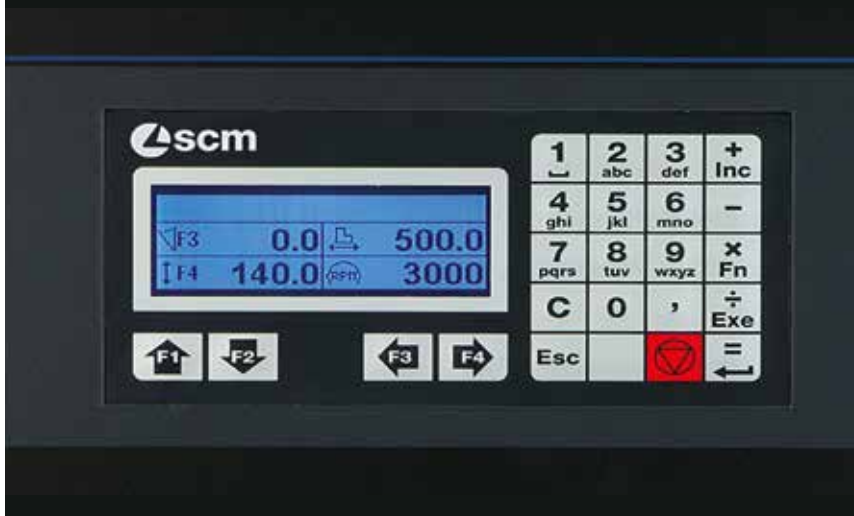 scm
F3 0.0 500.0
F4 140.0 RPM 3000
F1 F2 F3 F4
1 2 abc 3 def + Inc
4 ghi 5 jkl 6 mno -
7 pqrs 8 tuv 9 wxyz × Fn
C 0 , ÷ Exe
Esc =